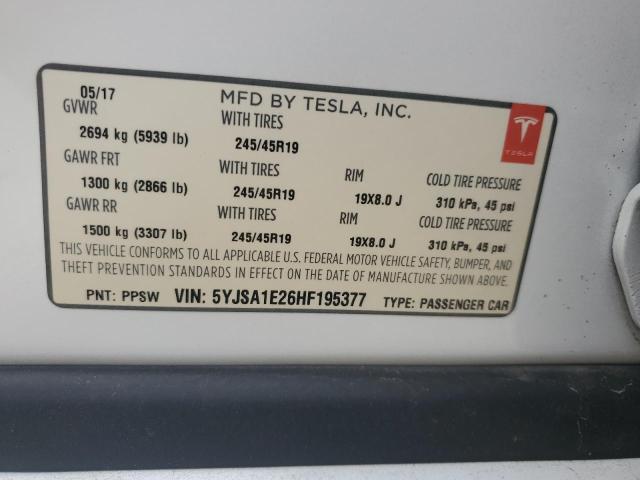 05/17 MFD BY TESLA, INC.
GVWR WITH TIRES
2694 kg (5939 lb) 245/45R19
GAWR FRT WITH TIRES RIM COLD TIRE PRESSURE
1300 kg (2866 lb) 245/45R19 19X8.0 J 310 kPa, 45 psi
GAWR RR WITH TIRES RIM COLD TIRE PRESSURE
1500 kg (3307 lb) 245/45R19 19X8.0 J 310 kPa, 45 psi
THIS VEHICLE CONFORMS TO ALL APPLICABLE U.S. FEDERAL MOTOR VEHICLE SAFETY, BUMPER, AND
THEFT PREVENTION STANDARDS IN EFFECT ON THE DATE OF MANUFACTURE SHOWN ABOVE.
PNT: PPSW VIN: 5YJSA1E26HF195377 TYPE: PASSENGER CAR
TESLA